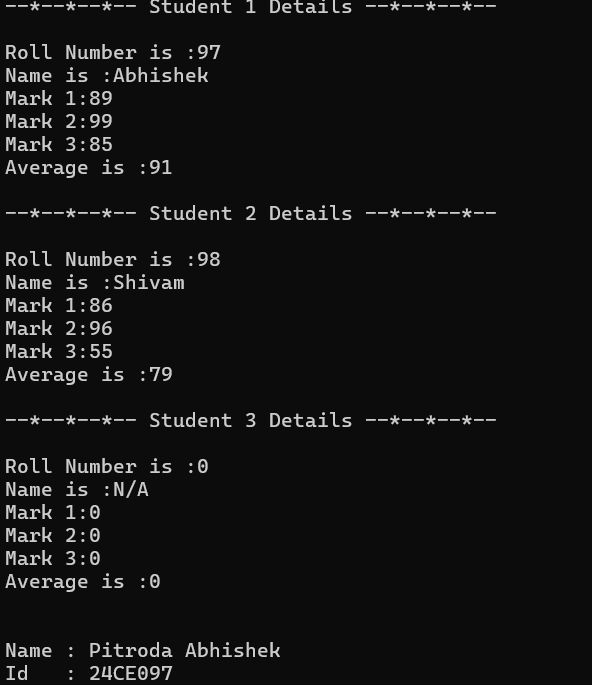 --*--*--*-- Student 1 Details --*--*--*--
Roll Number is :97
Name is :Abhishek
Mark 1:89
Mark 2:99
Mark 3:85
Average is :91
--*--*--*-- Student 2 Details --*--*--*--
Roll Number is :98
Name is :Shivam
Mark 1:86
Mark 2:96
Mark 3:55
Average is :79
--*--*--*-- Student 3 Details --*--*--*--
Roll Number is :0
Name is :N/A
Mark 1:0
Mark 2:0
Mark 3:0
Average is :0
Name : Pitroda Abhishek
Id   : 24CE097